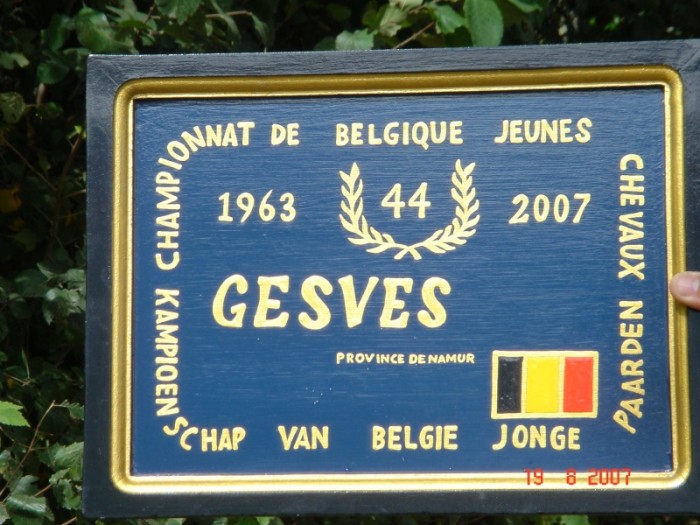 CHAMPIONNAT DE BELGIQUE JEUNES CHEVAUX
1963 44 2007
GESVES
PROVINCE DE NAMUR
KAMPIOENSCHAP VAN BELGIE JONGE PAARDEN
19 8 2007